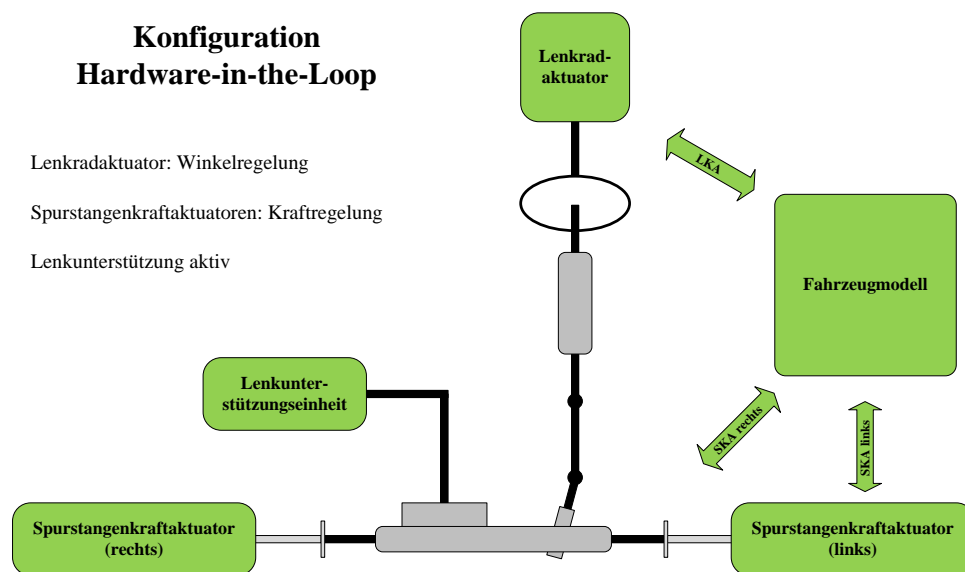 Konfiguration
Hardware-in-the-Loop
Lenkrad-
aktuator
Lenkradaktuator: Winkelregelung
LKA
Spurstangenkraftaktuatoren: Kraftregelung
Lenkunterstützung aktiv
Fahrzeugmodell
Lenkunter-
stützungseinheit
SKA rechts
SKA links
Spurstangenkraftaktuator
(rechts)
Spurstangenkraftaktuator
(links)